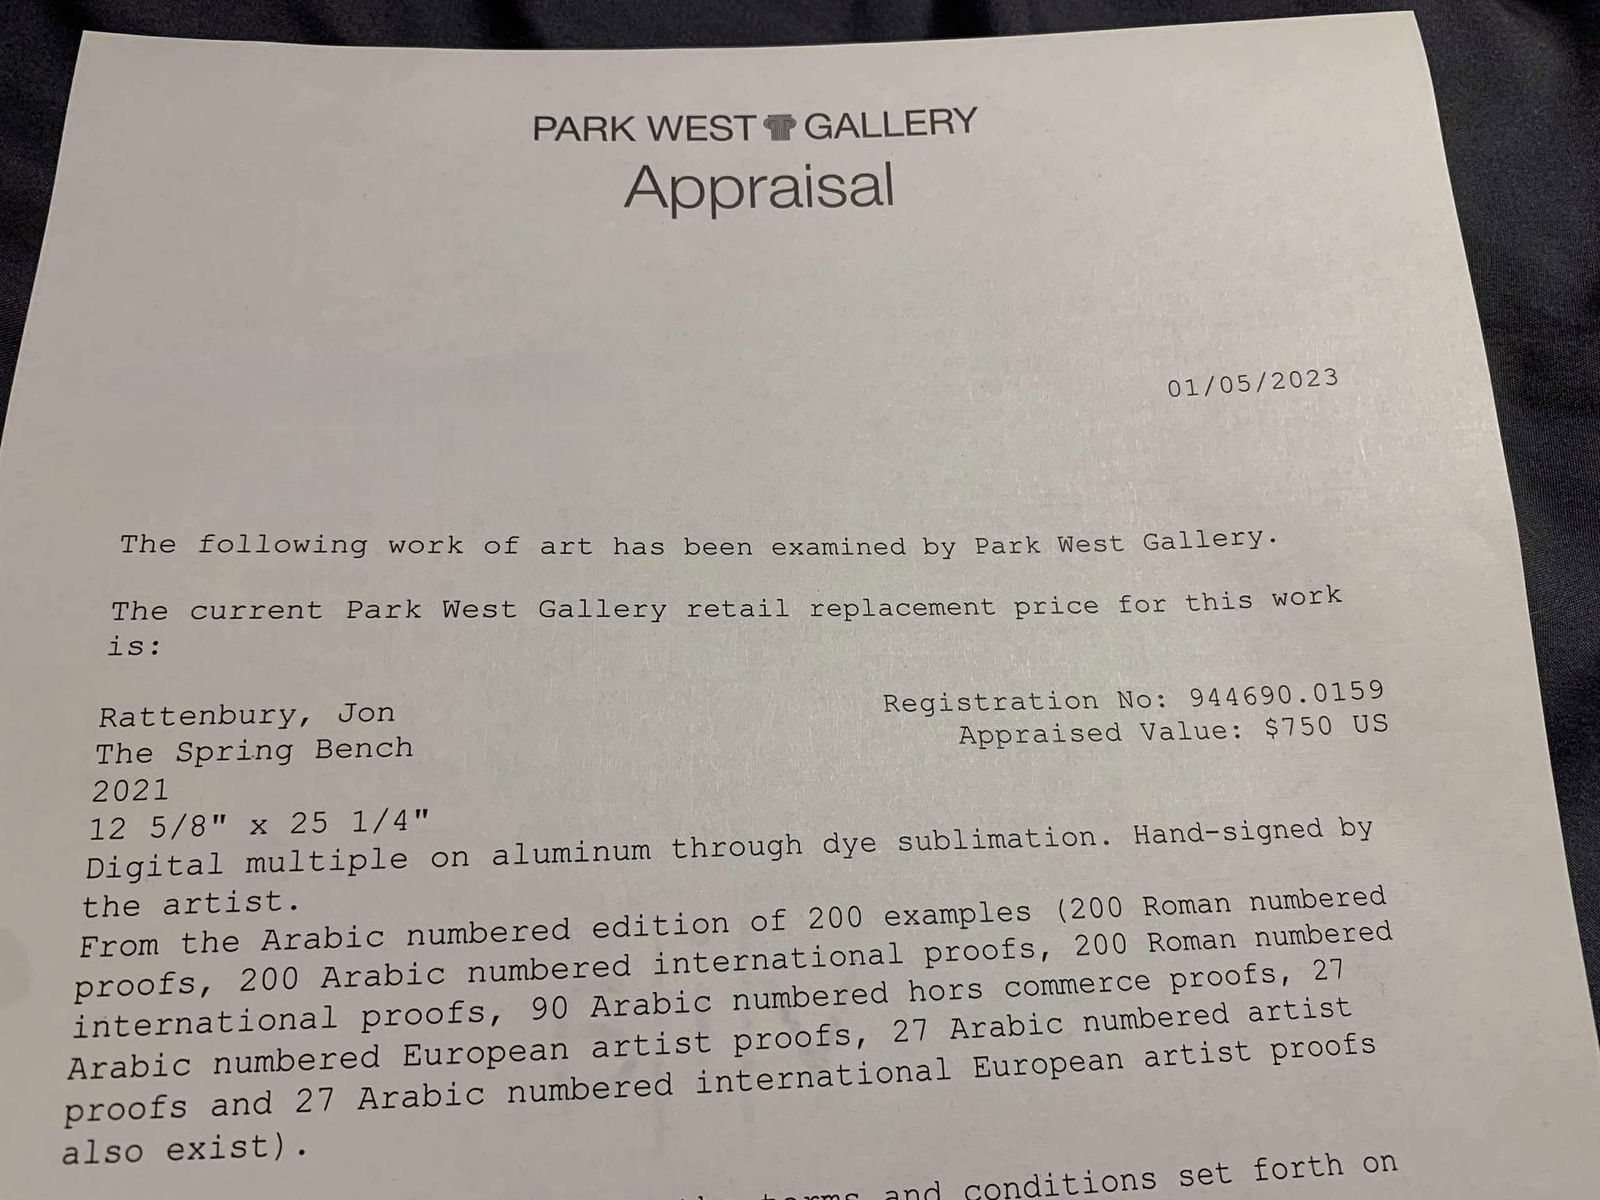 PARK WEST GALLERY
Appraisal
01/05/2023
The following work of art has been examined by Park West Gallery.
The current Park West Gallery retail replacement price for this work
is:
Rattenbury, Jon
Registration No: 944690.0159
The Spring Bench
Appraised Value: $750 US
2021
12 5/8" x 25 1/4"
Digital multiple on aluminum through dye sublimation. Hand-signed by
the artist.
From the Arabic numbered edition of 200 examples (200 Roman numbered
proofs, 200 Arabic numbered international proofs, 200 Roman numbered
international proofs, 90 Arabic numbered hors commerce proofs, 27
Arabic numbered European artist proofs, 27 Arabic numbered artist
proofs and 27 Arabic numbered international European artist proofs
also exist).
terms and conditions set forth on